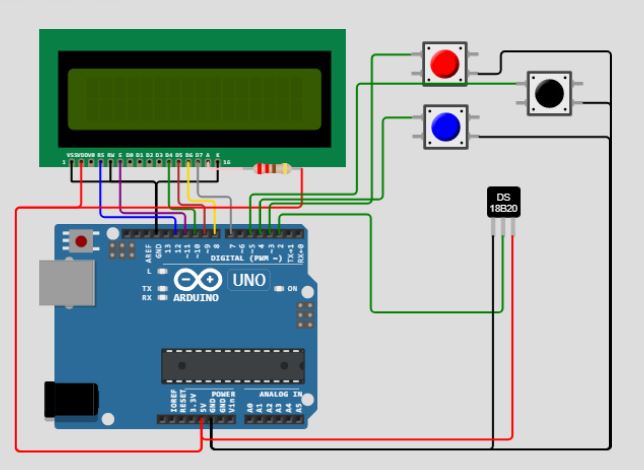 VSS VDD V0 RS RW E D0 D1 D2 D3 D4 D5 D6 D7 A K
1 16
DS
18B20
AREF
GND
13
12
~11
~10
~9
8
7
~6
~5
4
~3
2
TX→1
RX←0
DIGITAL (PWM ~)
L
TX
RX
UNO
ARDUINO
ON
IOREF
RESET
3.3V
5V
GND
GND
Vin
POWER
ANALOG IN
A0
A1
A2
A3
A4
A5